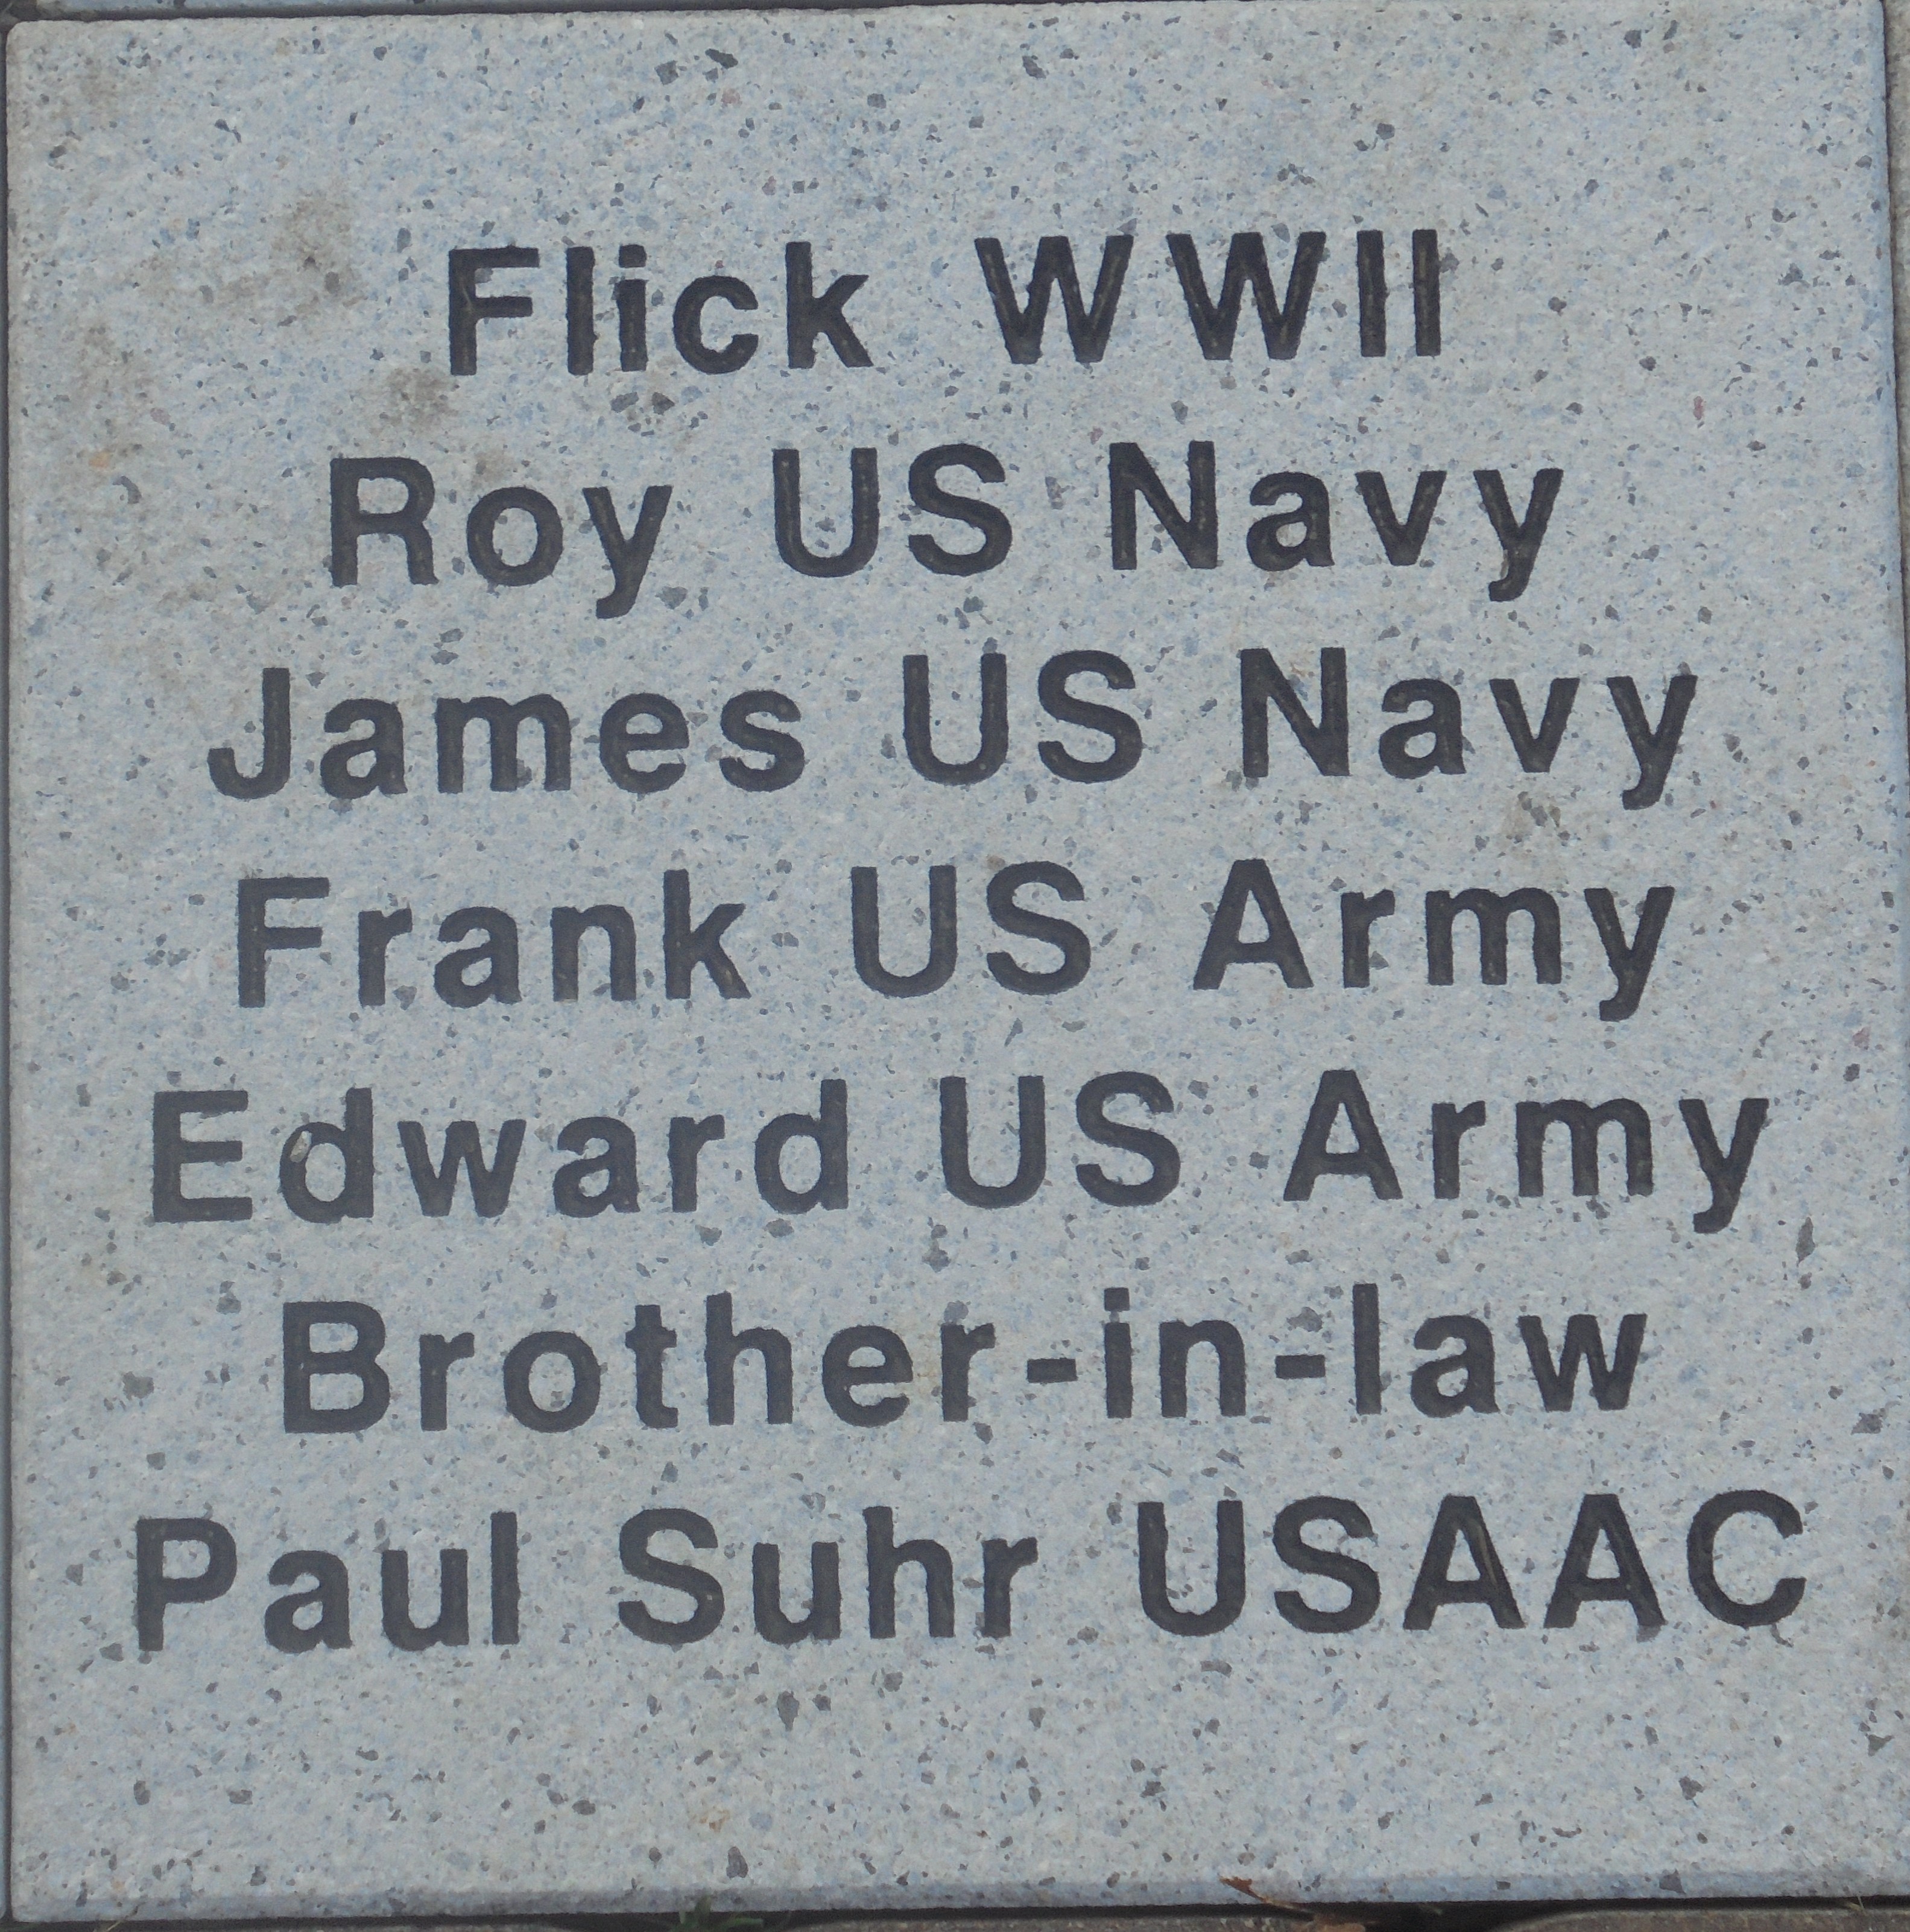 Flick WWII
Roy US Navy
James US Navy
Frank US Army
Edward US Army
Brother-in-law
Paul Suhr USAAC